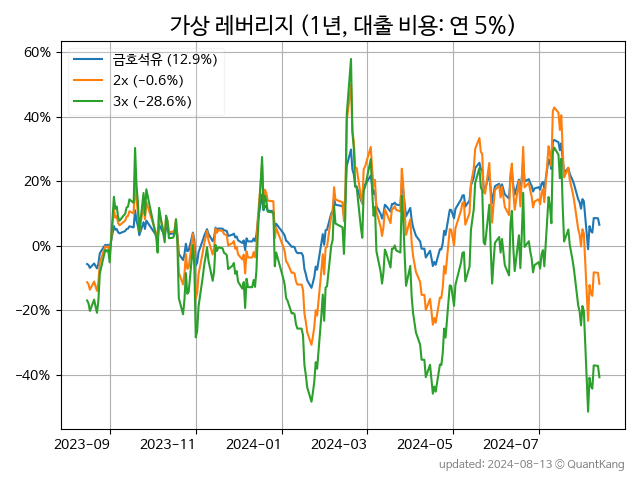 가상 레버리지 (1년, 대출 비용: 연 5%)
금호석유 (12.9%)
2x (−0.6%)
3x (−28.6%)
60%
40%
20%
0%
−20%
−40%
2023−09 2023−11 2024−01 2024−03 2024−05 2024−07
updated: 2024-08-13 © QuantKang